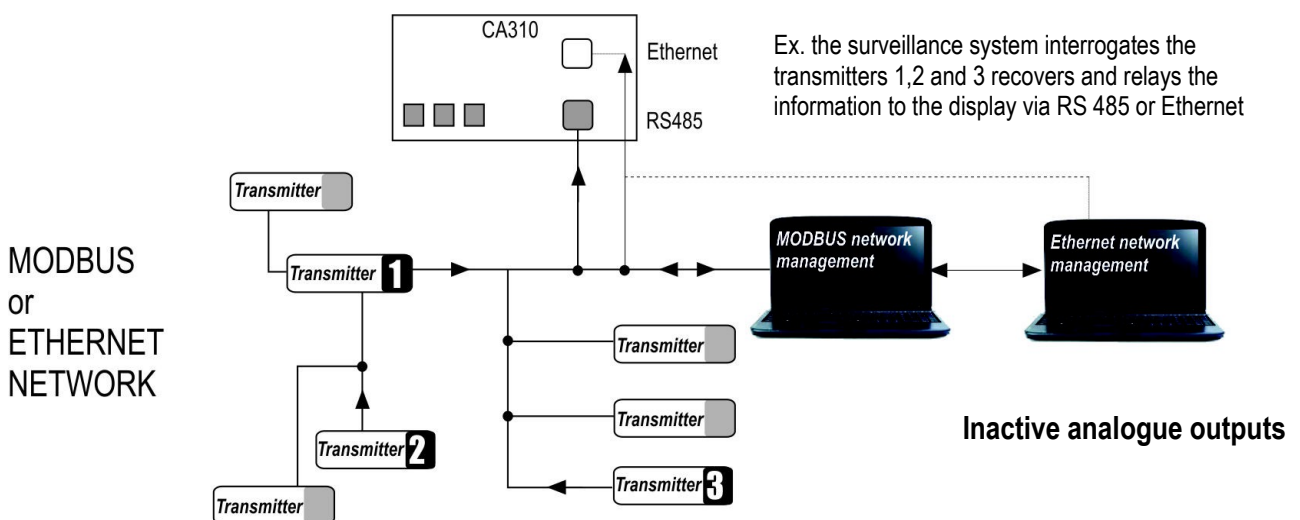 CA310
Ethernet
RS485
Ex. the surveillance system interrogates the
transmitters 1,2 and 3 recovers and relays the
information to the display via RS 485 or Ethernet
MODBUS
or
ETHERNET
NETWORK
Transmitter
Transmitter 1
Transmitter 2
Transmitter
Transmitter
Transmitter
Transmitter 3
MODBUS network
management
Ethernet network
management
Inactive analogue outputs